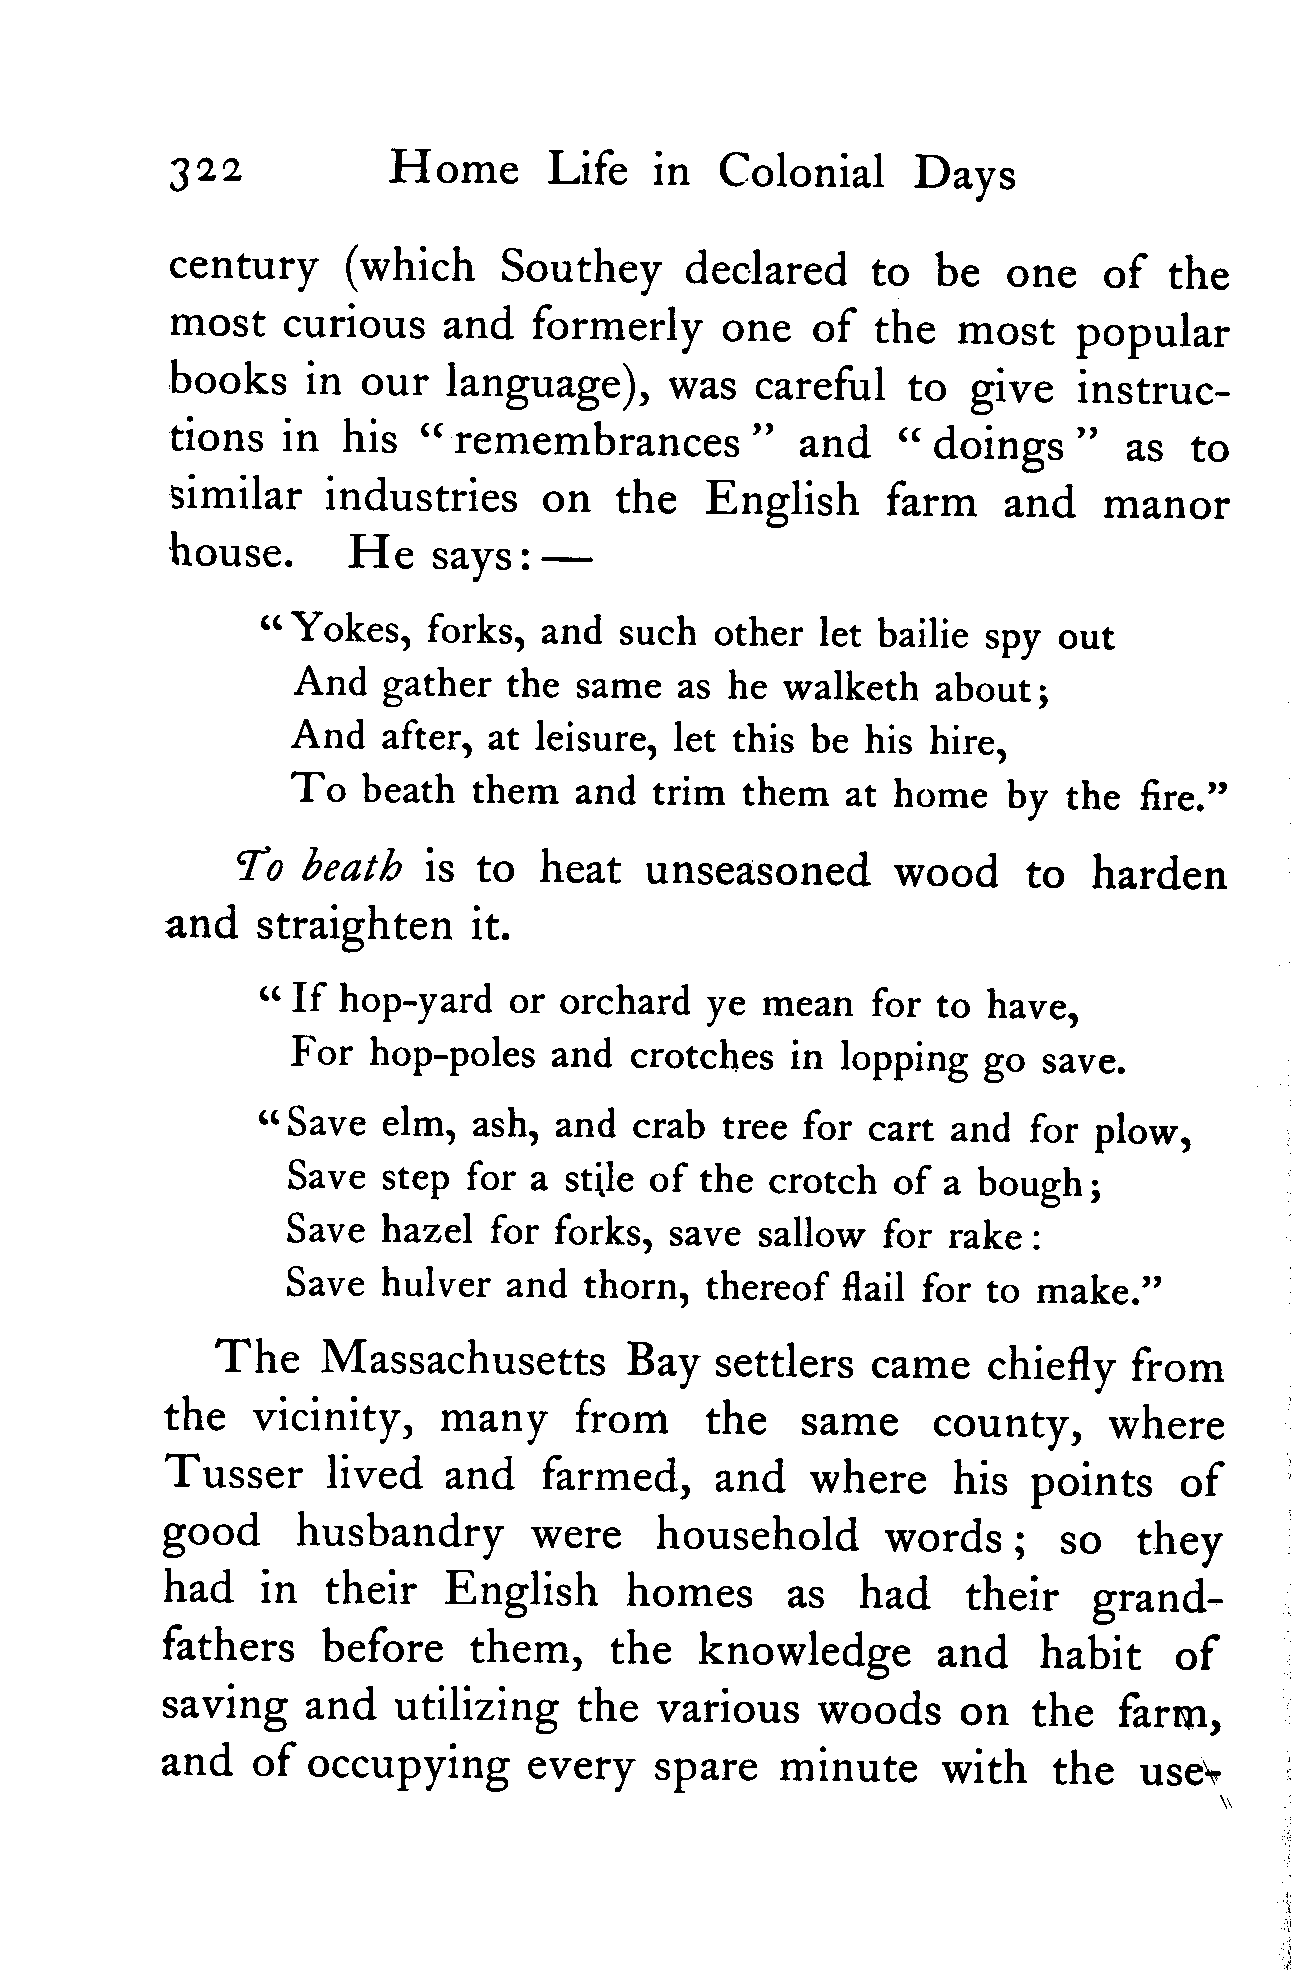 322 Home Life in Colonial Days
century (which Southey declared to be one of the
most curious and formerly one of the most popular
books in our language), was careful to give instruc-
tions in his “remembrances” and “doings” as to
similar industries on the English farm and manor
house. He says: —
“Yokes, forks, and such other let bailie spy out
And gather the same as he walketh about;
And after, at leisure, let this be his hire,
To beath them and trim them at home by the fire.”
To beath is to heat unseasoned wood to harden
and straighten it.
“If hop-yard or orchard ye mean for to have,
For hop-poles and crotches in lopping go save.
“Save elm, ash, and crab tree for cart and for plow,
Save step for a stile of the crotch of a bough;
Save hazel for forks, save sallow for rake:
Save hulver and thorn, thereof flail for to make.”
The Massachusetts Bay settlers came chiefly from
the vicinity, many from the same county, where
Tusser lived and farmed, and where his points of
good husbandry were household words; so they
had in their English homes as had their grand-
fathers before them, the knowledge and habit of
saving and utilizing the various woods on the farm,
and of occupying every spare minute with the use